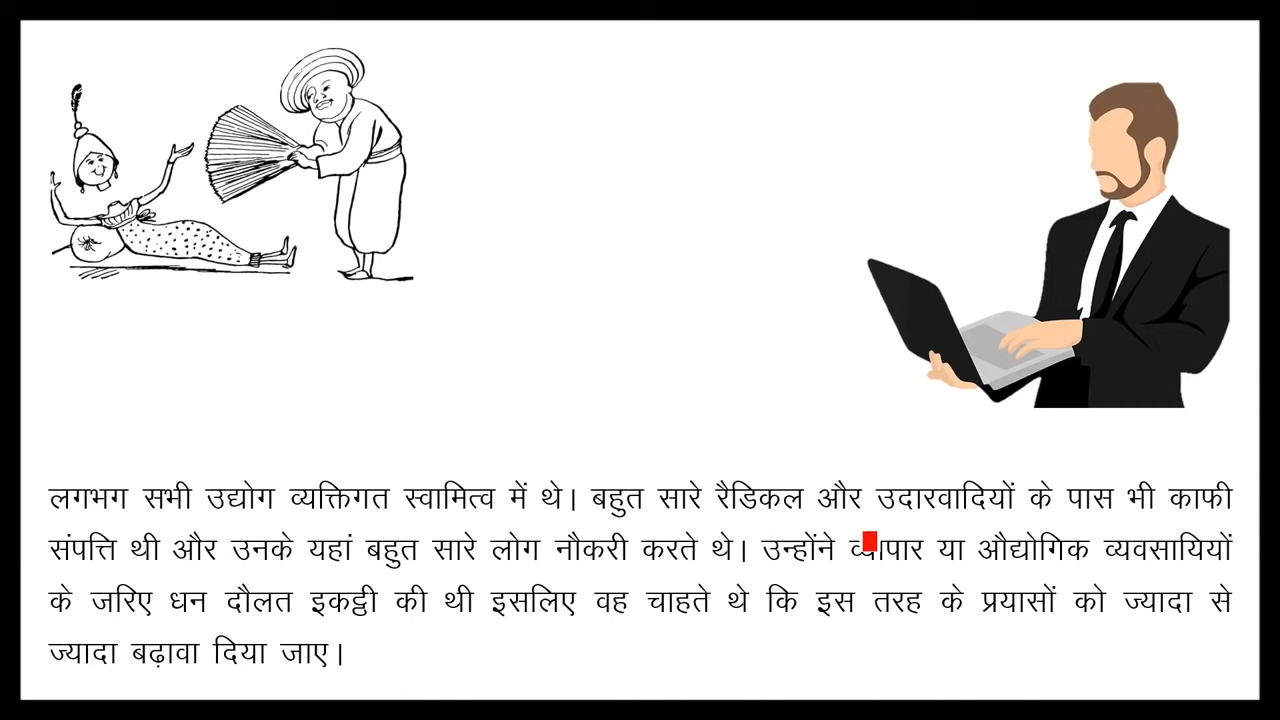 लगभग सभी उद्योग व्यक्तिगत स्वामित्व में थे। बहुत सारे रैडिकल और उदारवादियों के पास भी काफी
संपत्ति थी और उनके यहां बहुत सारे लोग नौकरी करते थे। उन्होंने व्यापार या औद्योगिक व्यवसायियों
के जरिए धन दौलत इकट्ठी की थी इसलिए वह चाहते थे कि इस तरह के प्रयासों को ज्यादा से
ज्यादा बढ़ावा दिया जाए।